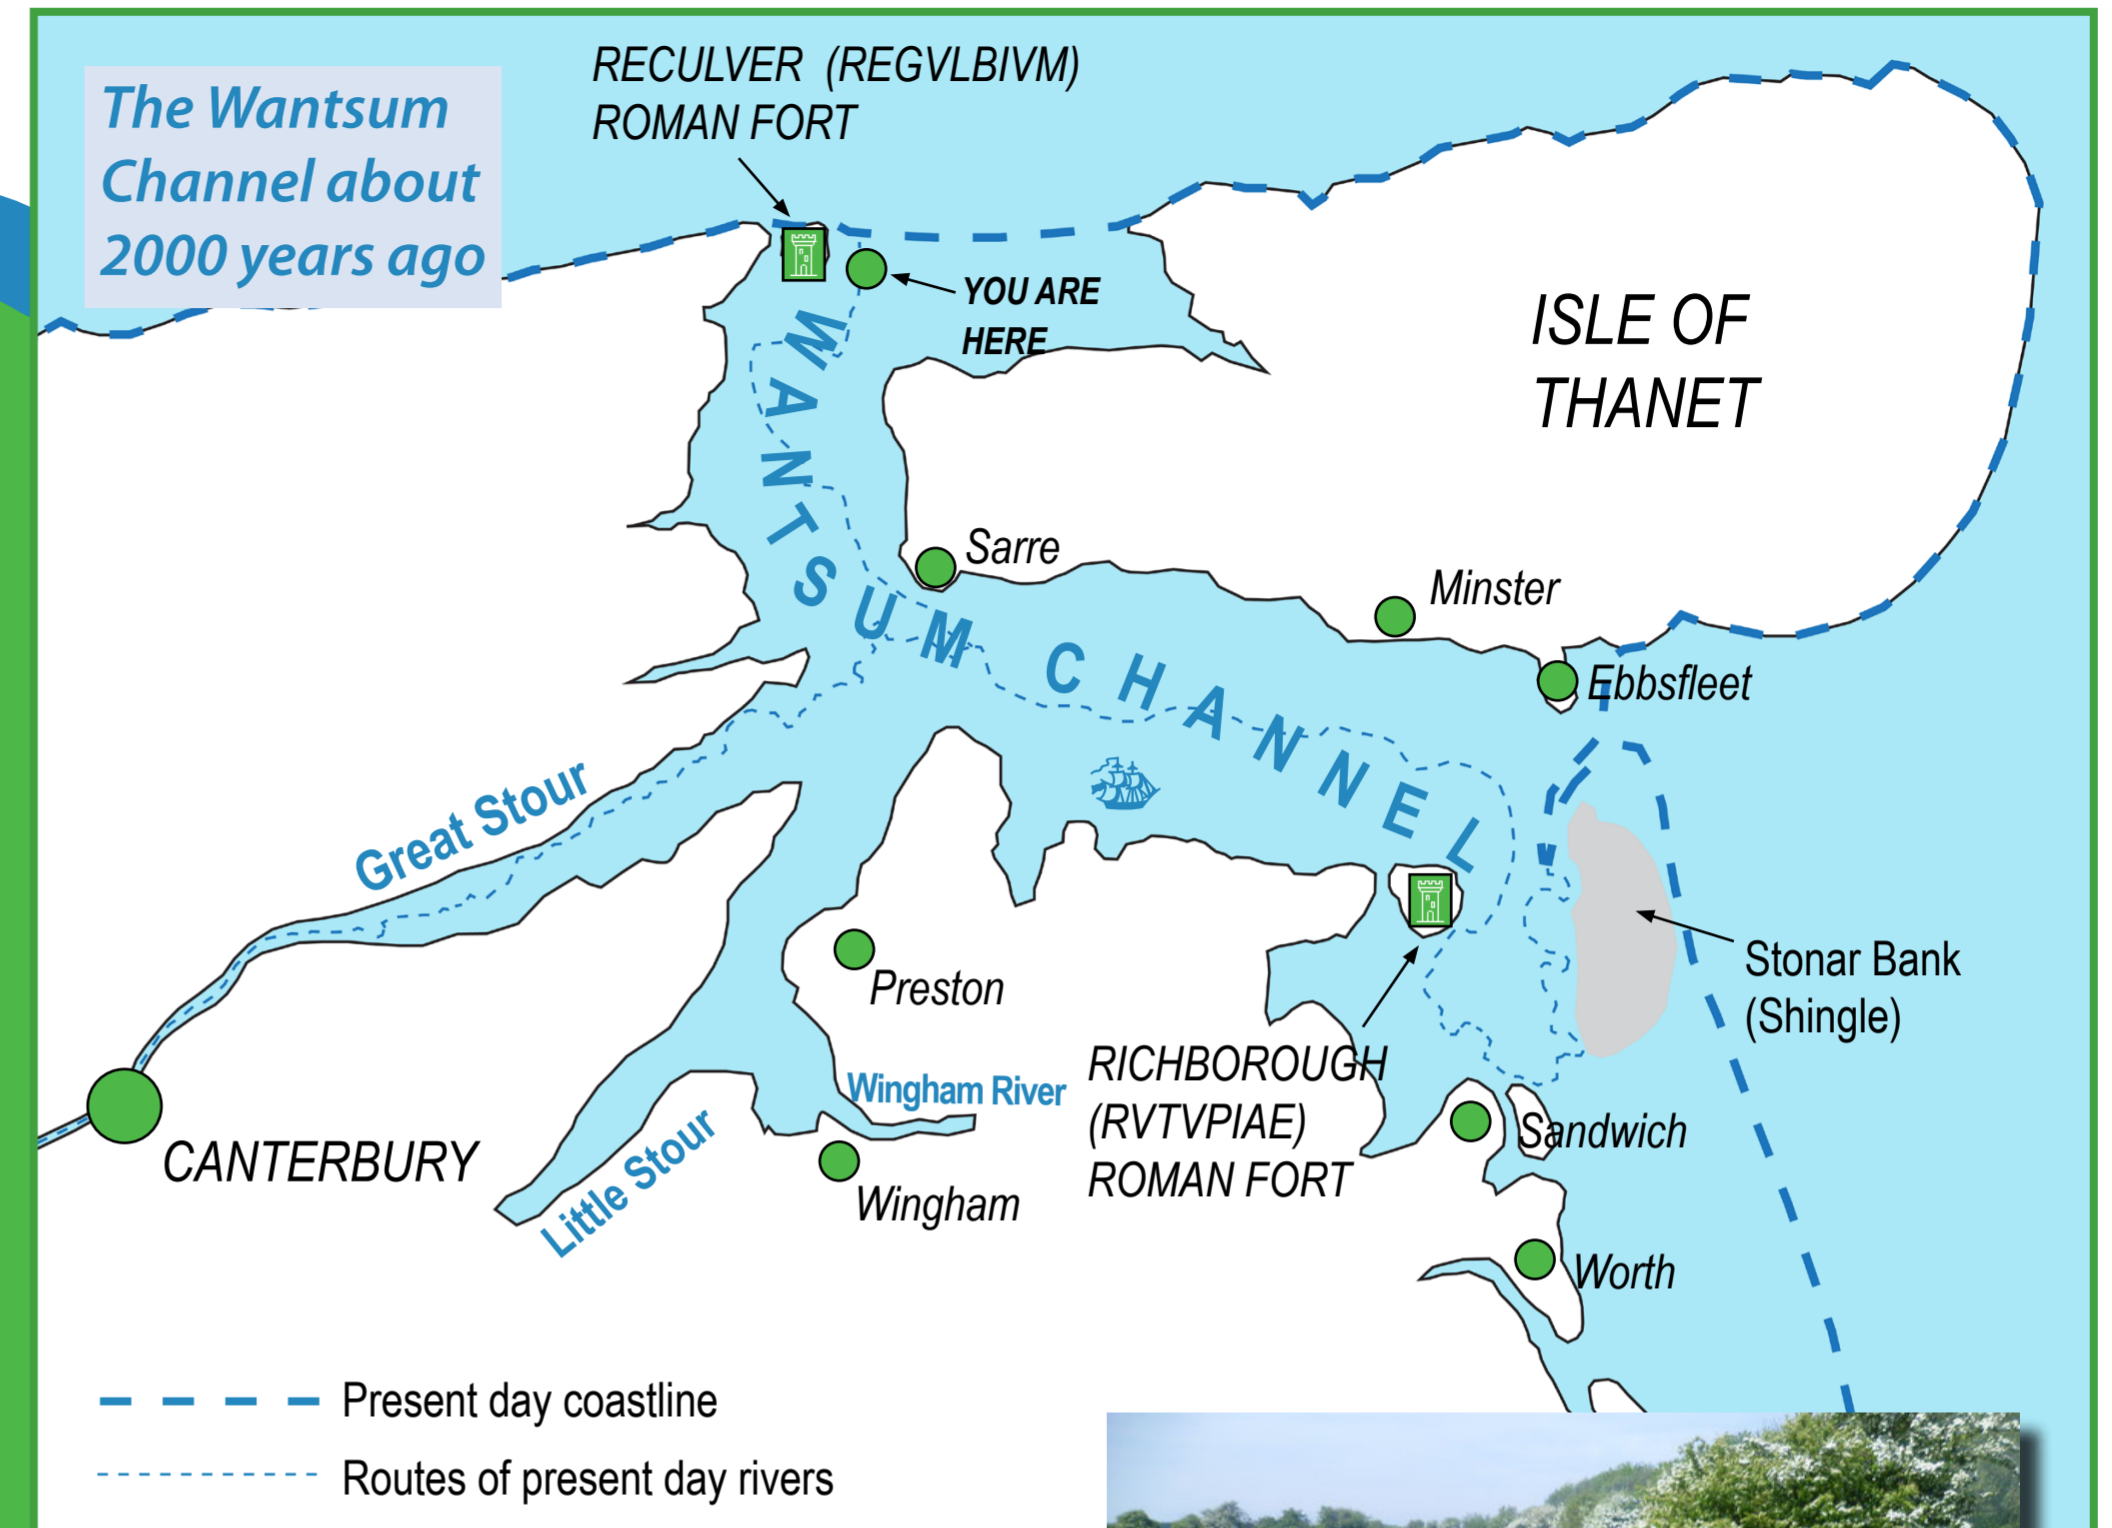 The Wantsum
Channel about
2000 years ago
RECULVER (REGVLBIVM)
ROMAN FORT
YOU ARE
HERE
ISLE OF
THANET
WANTSUM CHANNEL
Sarre
Minster
Ebbsfleet
Great Stour
Stonar Bank
(Shingle)
Preston
Wingham River
RICHBOROUGH
(RVTVPIAE)
ROMAN FORT
CANTERBURY
Little Stour
Wingham
Sandwich
Worth
Present day coastline
Routes of present day rivers